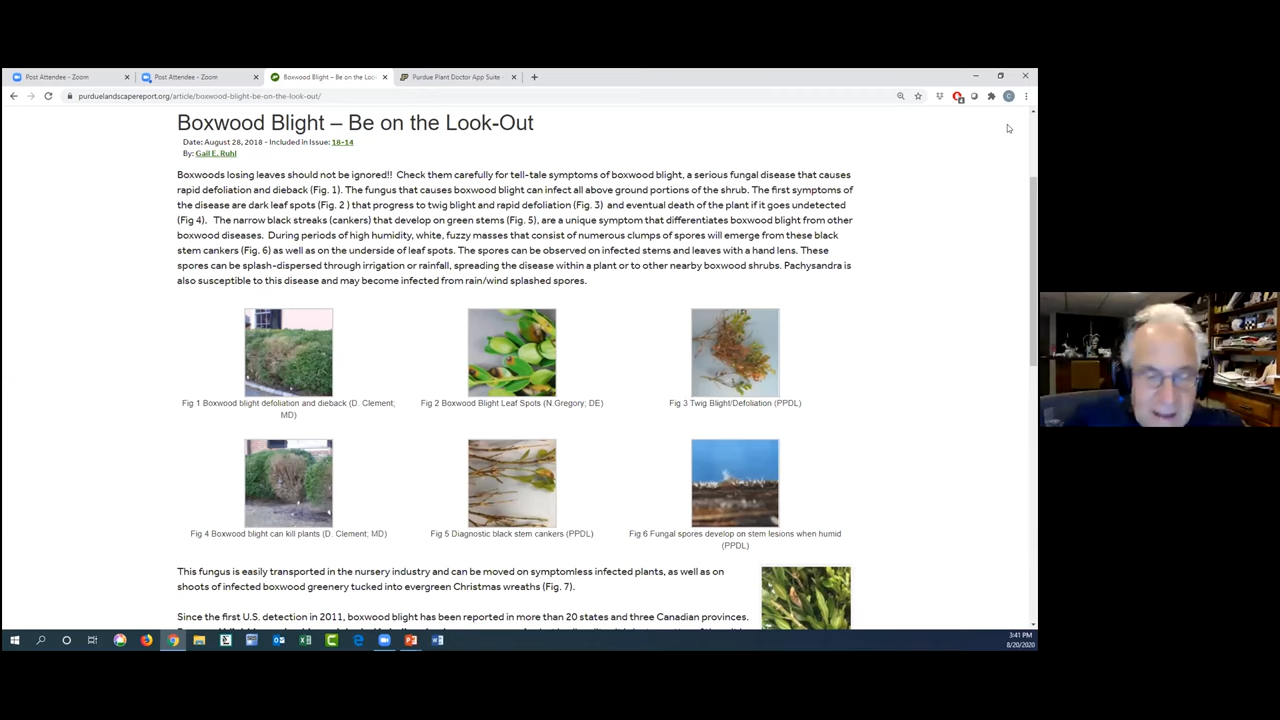 Post Attendee - Zoom
Post Attendee - Zoom
Boxwood Blight – Be on the Loo
Purdue Plant Doctor App Suite
purduelandscapereport.org/article/boxwood-blight-be-on-the-look-out/
Boxwood Blight – Be on the Look-Out
Date: August 28, 2018 - Included in Issue: 18-14
By: Gail E. Ruhl
Boxwoods losing leaves should not be ignored!! Check them carefully for tell-tale symptoms of boxwood blight, a serious fungal disease that causes
rapid defoliation and dieback (Fig. 1). The fungus that causes boxwood blight can infect all above ground portions of the shrub. The first symptoms of
the disease are dark leaf spots (Fig. 2 ) that progress to twig blight and rapid defoliation (Fig. 3) and eventual death of the plant if it goes undetected
(Fig 4). The narrow black streaks (cankers) that develop on green stems (Fig. 5), are a unique symptom that differentiates boxwood blight from other
boxwood diseases. During periods of high humidity, white, fuzzy masses that consist of numerous clumps of spores will emerge from these black
stem cankers (Fig. 6) as well as on the underside of leaf spots. The spores can be observed on infected stems and leaves with a hand lens. These
spores can be splash-dispersed through irrigation or rainfall, spreading the disease within a plant or to other nearby boxwood shrubs. Pachysandra is
also susceptible to this disease and may become infected from rain/wind splashed spores.
Fig 1 Boxwood blight defoliation and dieback (D. Clement;
MD)
Fig 2 Boxwood Blight Leaf Spots (N.Gregory; DE)
Fig 3 Twig Blight/Defoliation (PPDL)
Fig 4 Boxwood blight can kill plants (D. Clement; MD)
Fig 5 Diagnostic black stem cankers (PPDL)
Fig 6 Fungal spores develop on stem lesions when humid
(PPDL)
This fungus is easily transported in the nursery industry and can be moved on symptomless infected plants, as well as on
shoots of infected boxwood greenery tucked into evergreen Christmas wreaths (Fig. 7).
Since the first U.S. detection in 2011, boxwood blight has been reported in more than 20 states and three Canadian provinces.
3:41 PM
8/20/2020